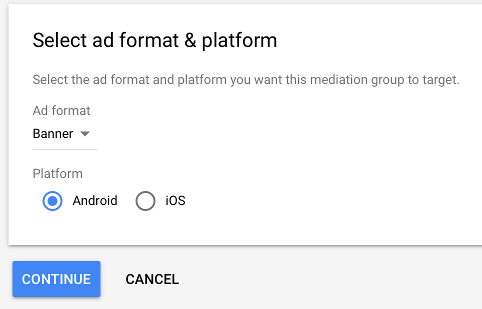 Select ad format & platform
Select the ad format and platform you want this mediation group to target.
Ad format
Banner
Platform
Android iOS
CONTINUE CANCEL